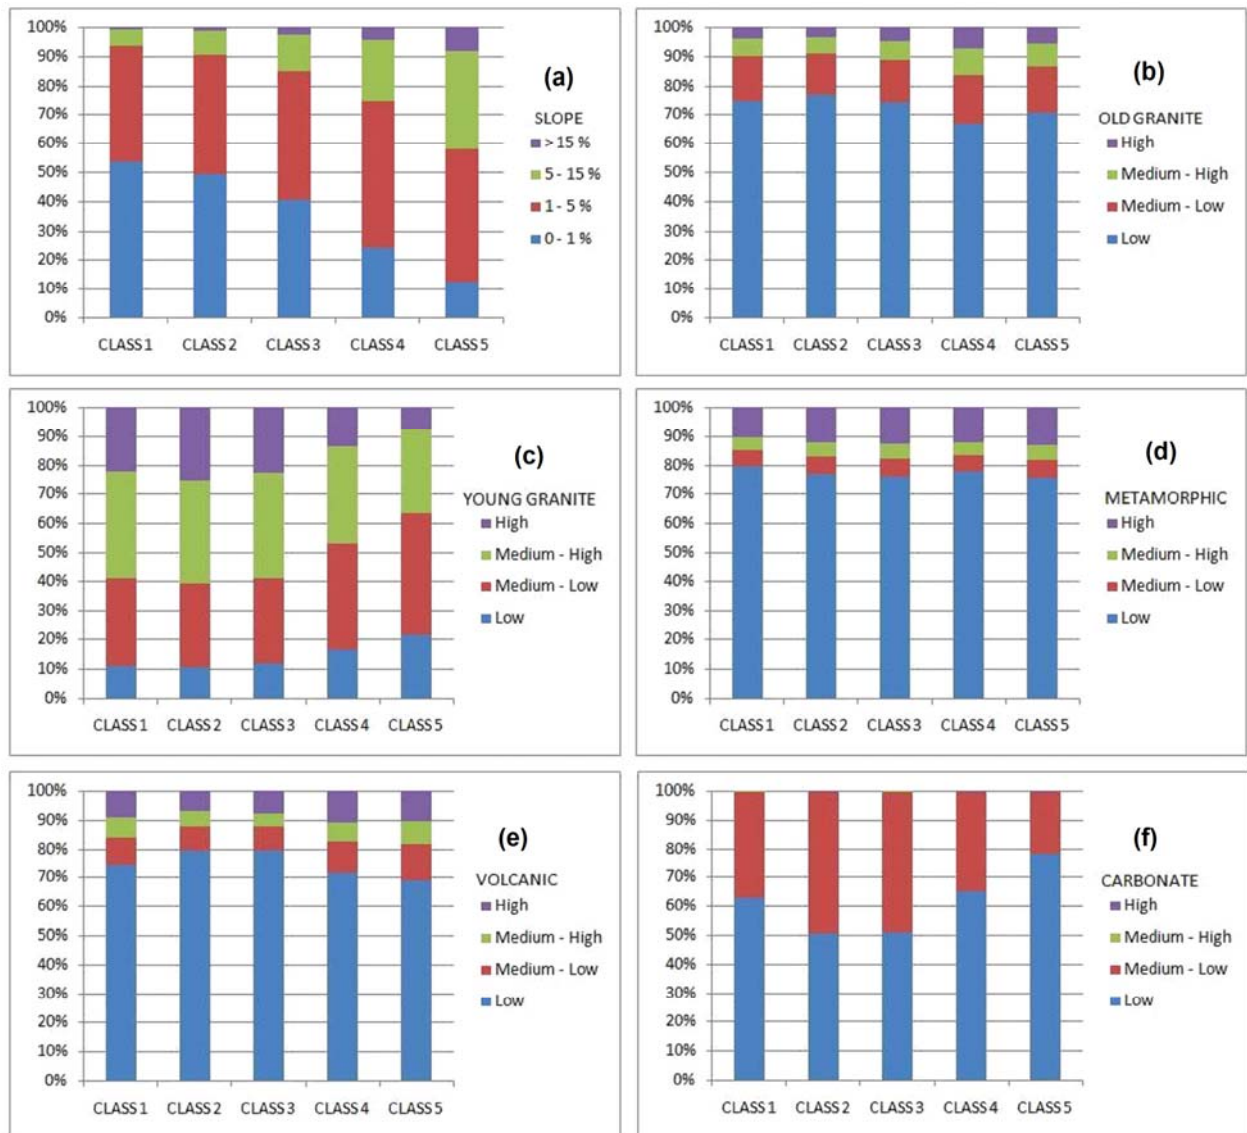 100%
90%
80%
70%
60%
50%
40%
30%
20%
10%
0%
CLASS 1 CLASS 2 CLASS 3 CLASS 4 CLASS 5
(a)
SLOPE
> 15 %
5 - 15 %
1 - 5 %
0 - 1 %
100%
90%
80%
70%
60%
50%
40%
30%
20%
10%
0%
CLASS 1 CLASS 2 CLASS 3 CLASS 4 CLASS 5
(b)
OLD GRANITE
High
Medium - High
Medium - Low
Low
100%
90%
80%
70%
60%
50%
40%
30%
20%
10%
0%
CLASS 1 CLASS 2 CLASS 3 CLASS 4 CLASS 5
(c)
YOUNG GRANITE
High
Medium - High
Medium - Low
Low
100%
90%
80%
70%
60%
50%
40%
30%
20%
10%
0%
CLASS 1 CLASS 2 CLASS 3 CLASS 4 CLASS 5
(d)
METAMORPHIC
High
Medium - High
Medium - Low
Low
100%
90%
80%
70%
60%
50%
40%
30%
20%
10%
0%
CLASS 1 CLASS 2 CLASS 3 CLASS 4 CLASS 5
(e)
VOLCANIC
High
Medium - High
Medium - Low
Low
100%
90%
80%
70%
60%
50%
40%
30%
20%
10%
0%
CLASS 1 CLASS 2 CLASS 3 CLASS 4 CLASS 5
(f)
CARBONATE
High
Medium - High
Medium - Low
Low